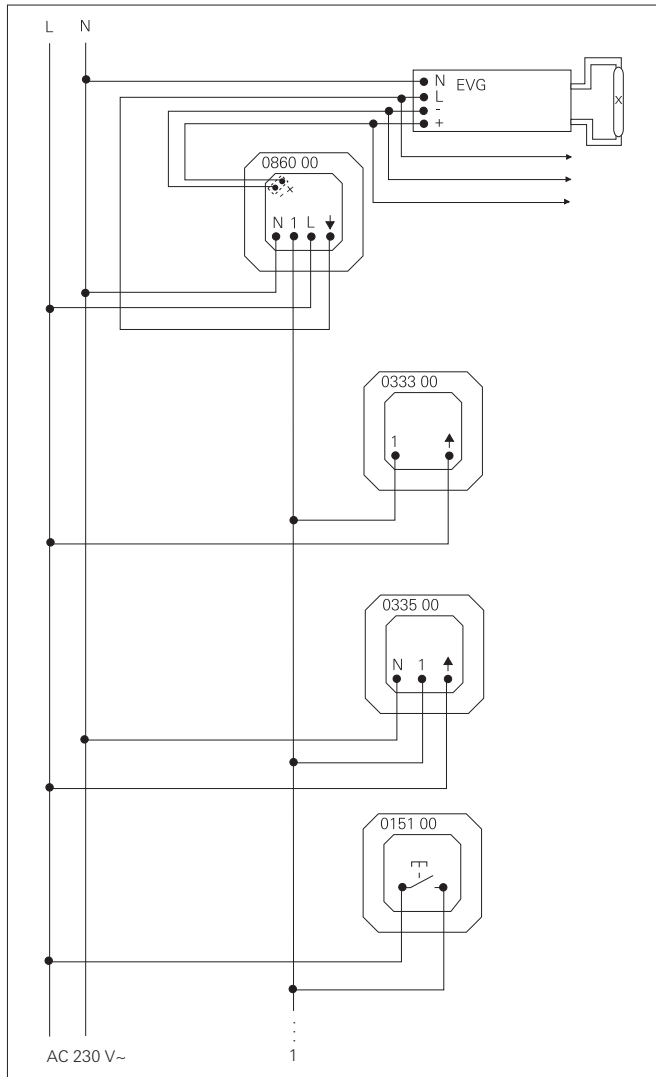 L N
N EVG
L
-
+
X
0860 00
- ×
N 1 L
0333 00
1
0335 00
N 1
0151 00
AC 230 V~ 1